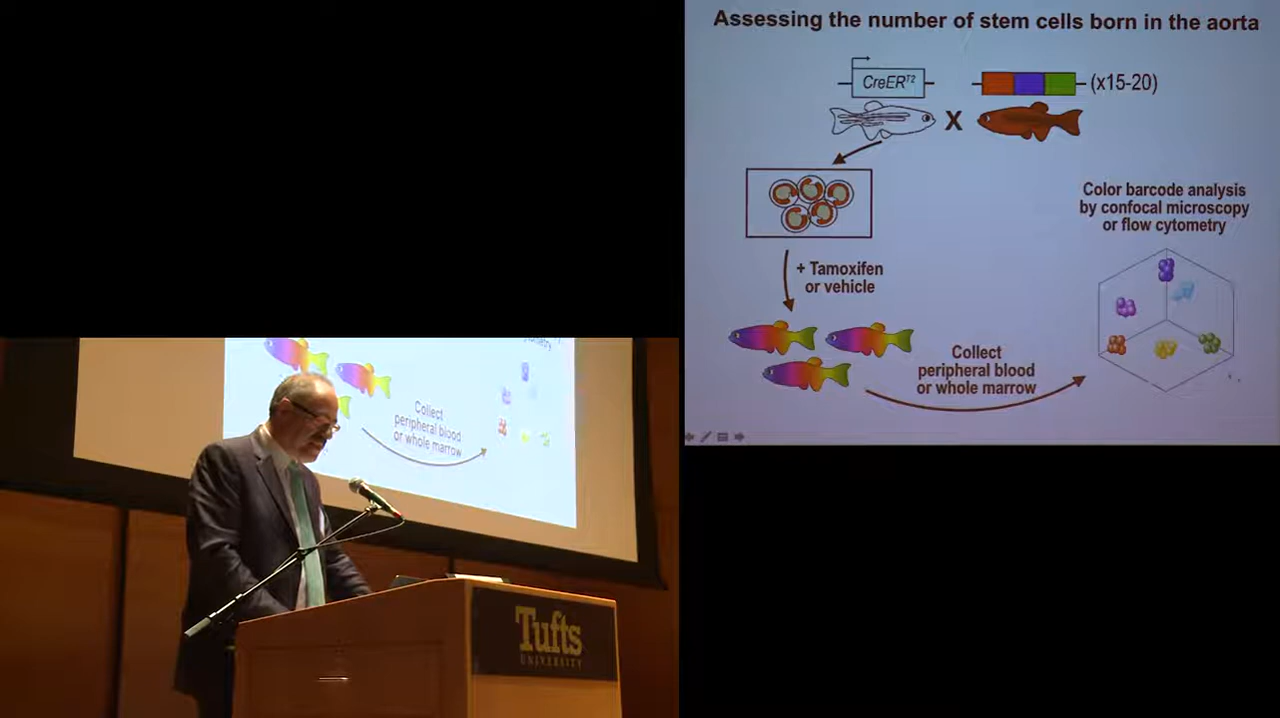 Assessing the number of stem cells born in the aorta
CreERT2
(x15-20)
X
+ Tamoxifen
or vehicle
Collect
peripheral blood
or whole marrow
Color barcode analysis
by confocal microscopy
or flow cytometry
Collect
peripheral blood
or whole marrow
Tufts
UNIVERSITY